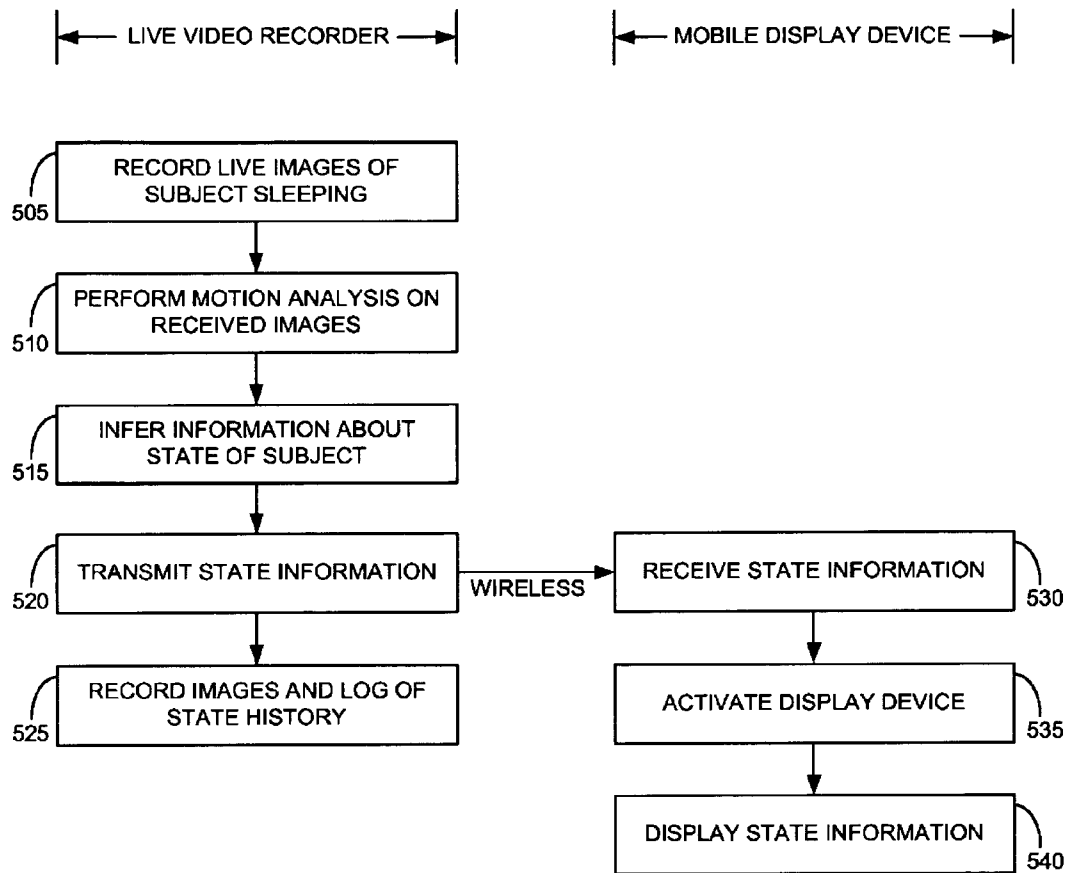 LIVE VIDEO RECORDER
MOBILE DISPLAY DEVICE
RECORD LIVE IMAGES OF
SUBJECT SLEEPING
505
PERFORM MOTION ANALYSIS ON
RECEIVED IMAGES
510
INFER INFORMATION ABOUT
STATE OF SUBJECT
515
TRANSMIT STATE INFORMATION
520
WIRELESS
RECEIVE STATE INFORMATION
530
RECORD IMAGES AND LOG OF
STATE HISTORY
525
ACTIVATE DISPLAY DEVICE
535
DISPLAY STATE INFORMATION
540